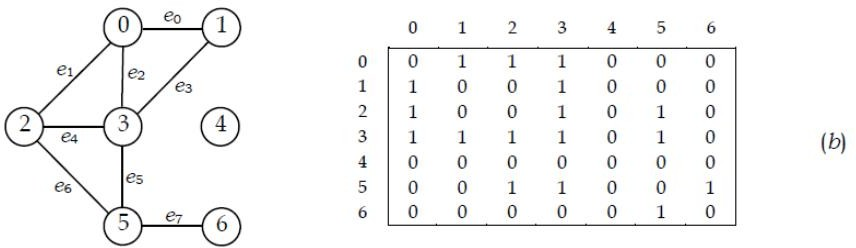 0 e0 1
e1 e2 e3
2 e4 3 4
e6 e5
5 e7 6
0 1 2 3 4 5 6
0 0 1 1 1 0 0 0
1 1 0 0 1 0 0 0
2 1 0 0 1 0 1 0
3 1 1 1 1 0 1 0
4 0 0 0 0 0 0 0
5 0 0 1 1 0 0 1
6 0 0 0 0 0 1 0
(b)